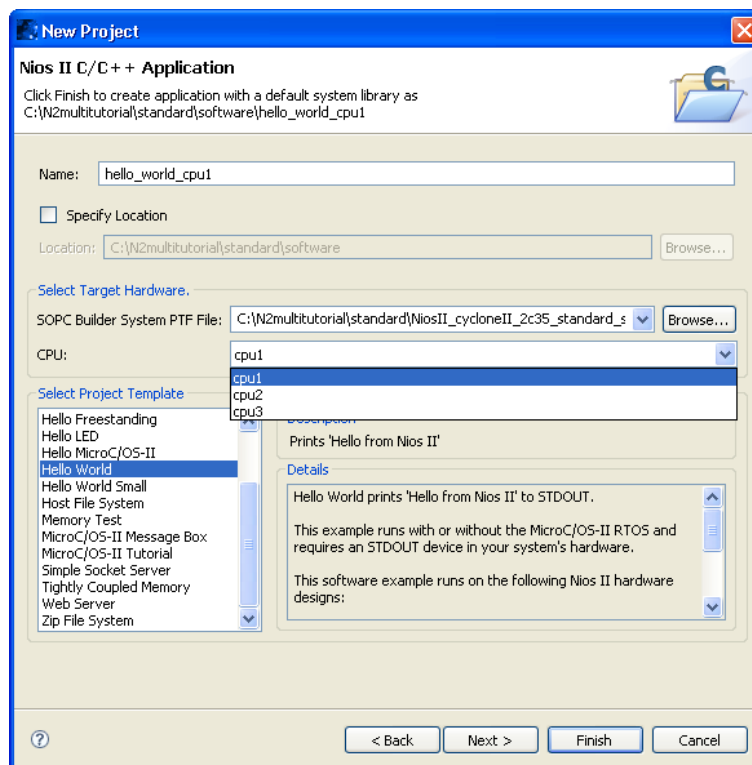 New Project
Nios II C/C++ Application
Click Finish to create application with a default system library as
C:\N2multitutorial\standard\software\hello_world_cpu1
Name: hello_world_cpu1
Specify Location
Location: C:\N2multitutorial\standard\software Browse...
Select Target Hardware.
SOPC Builder System PTF File: C:\N2multitutorial\standard\NiosII_cycloneII_2c35_standard_s Browse...
CPU: cpu1
cpu1
cpu2
cpu3
Select Project Template
Hello Freestanding
Hello LED
Hello MicroC/OS-II
Hello World
Hello World Small
Host File System
Memory Test
MicroC/OS-II Message Box
MicroC/OS-II Tutorial
Simple Socket Server
Tightly Coupled Memory
Web Server
Zip File System
Description
Prints 'Hello from Nios II'
Details
Hello World prints 'Hello from Nios II' to STDOUT.
This example runs with or without the MicroC/OS-II RTOS and
requires an STDOUT device in your system's hardware.
This software example runs on the following Nios II hardware
designs:
? < Back Next > Finish Cancel